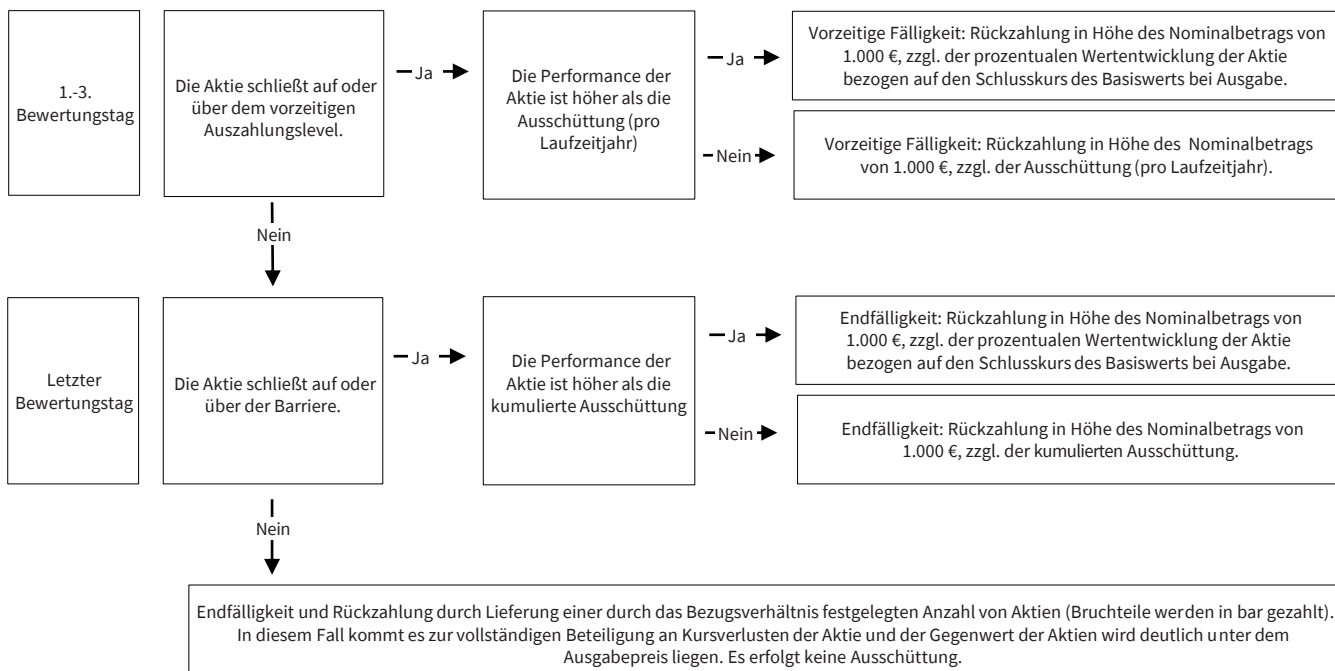 1.-3.
Bewertungstag
Die Aktie schließt auf oder
über dem vorzeitigen
Auszahlungslevel.
Ja
Die Performance der
Aktie ist höher als die
Ausschüttung (pro
Laufzeitjahr)
Ja
Vorzeitige Fälligkeit: Rückzahlung in Höhe des Nominalbetrags von
1.000 €, zzgl. der prozentualen Wertentwicklung der Aktie
bezogen auf den Schlusskurs des Basiswerts bei Ausgabe.
Nein
Vorzeitige Fälligkeit: Rückzahlung in Höhe des Nominalbetrags
von 1.000 €, zzgl. der Ausschüttung (pro Laufzeitjahr).
Nein
Letzter
Bewertungstag
Die Aktie schließt auf oder
über der Barriere.
Ja
Die Performance der
Aktie ist höher als die
kumulierte Ausschüttung
Ja
Endfälligkeit: Rückzahlung in Höhe des Nominalbetrags von
1.000 €, zzgl. der prozentualen Wertentwicklung der Aktie
bezogen auf den Schlusskurs des Basiswerts bei Ausgabe.
Nein
Endfälligkeit: Rückzahlung in Höhe des Nominalbetrags von
1.000 €, zzgl. der kumulierten Ausschüttung.
Nein
Endfälligkeit und Rückzahlung durch Lieferung einer durch das Bezugsverhältnis festgelegten Anzahl von Aktien (Bruchteile werden in bar gezahlt).
In diesem Fall kommt es zur vollständigen Beteiligung an Kursverlusten der Aktie und der Gegenwert der Aktien wird deutlich unter dem
Ausgabepreis liegen. Es erfolgt keine Ausschüttung.